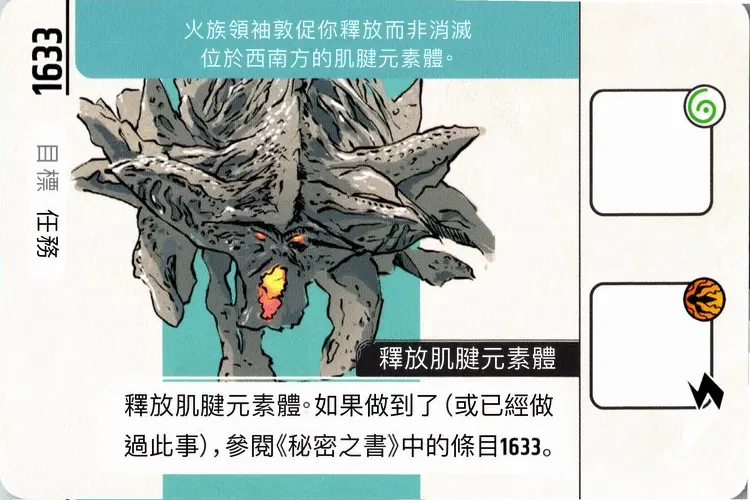 火族領袖敦促你釋放而非消滅
位於西南方的肌腱元素體。
1633
目標 任務
釋放肌腱元素體
釋放肌腱元素體。如果做到了(或已經做
過此事),參閱《秘密之書》中的條目1633。